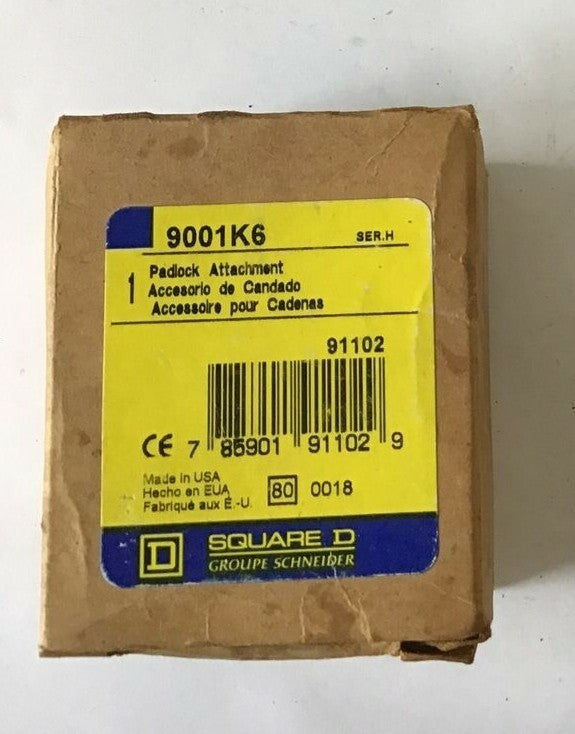 9001K6 SER.H
1 Padlock Attachment
Accesorio de Candado
Accessoire pour Cadenas
91102
CE 7 85901 91102 9
Made in USA
Hecho en EUA
Fabriqué aux É.-U.
80 0018
D SQUARE D
GROUPE SCHNEIDER